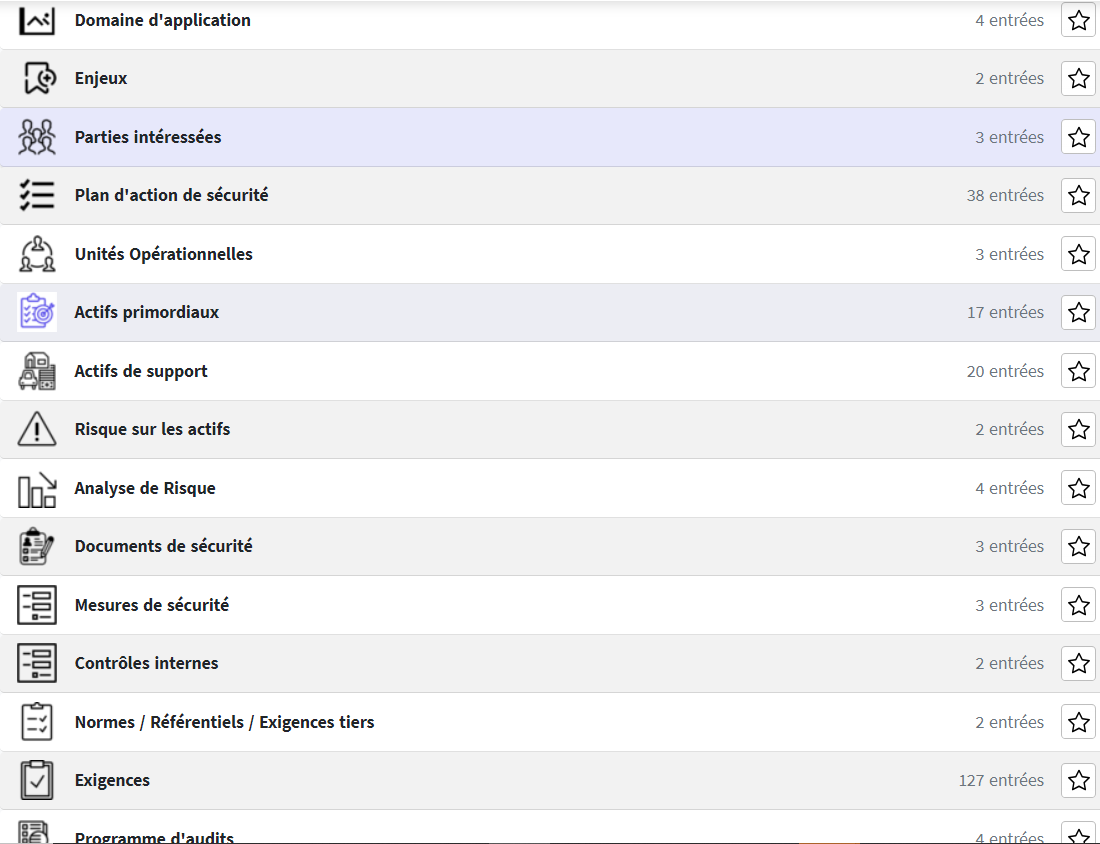 Domaine d'application 4 entrées
Enjeux 2 entrées
Parties intéressées 3 entrées
Plan d'action de sécurité 38 entrées
Unités Opérationnelles 3 entrées
Actifs primordiaux 17 entrées
Actifs de support 20 entrées
Risque sur les actifs 2 entrées
Analyse de Risque 4 entrées
Documents de sécurité 3 entrées
Mesures de sécurité 3 entrées
Contrôles internes 2 entrées
Normes / Référentiels / Exigences tiers 2 entrées
Exigences 127 entrées
Programme d'audits 4 entrées